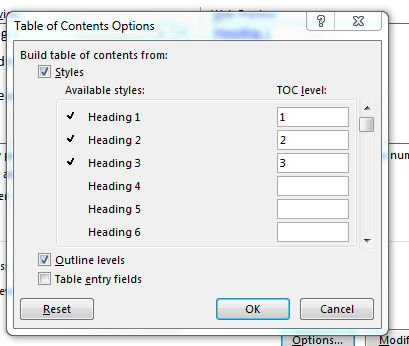 Table of Contents Options
Build table of contents from:
Styles
Available styles: TOC level:
Heading 1 1
Heading 2 2
Heading 3 3
Heading 4
Heading 5
Heading 6
Outline levels
Table entry fields
Reset OK Cancel
Options...